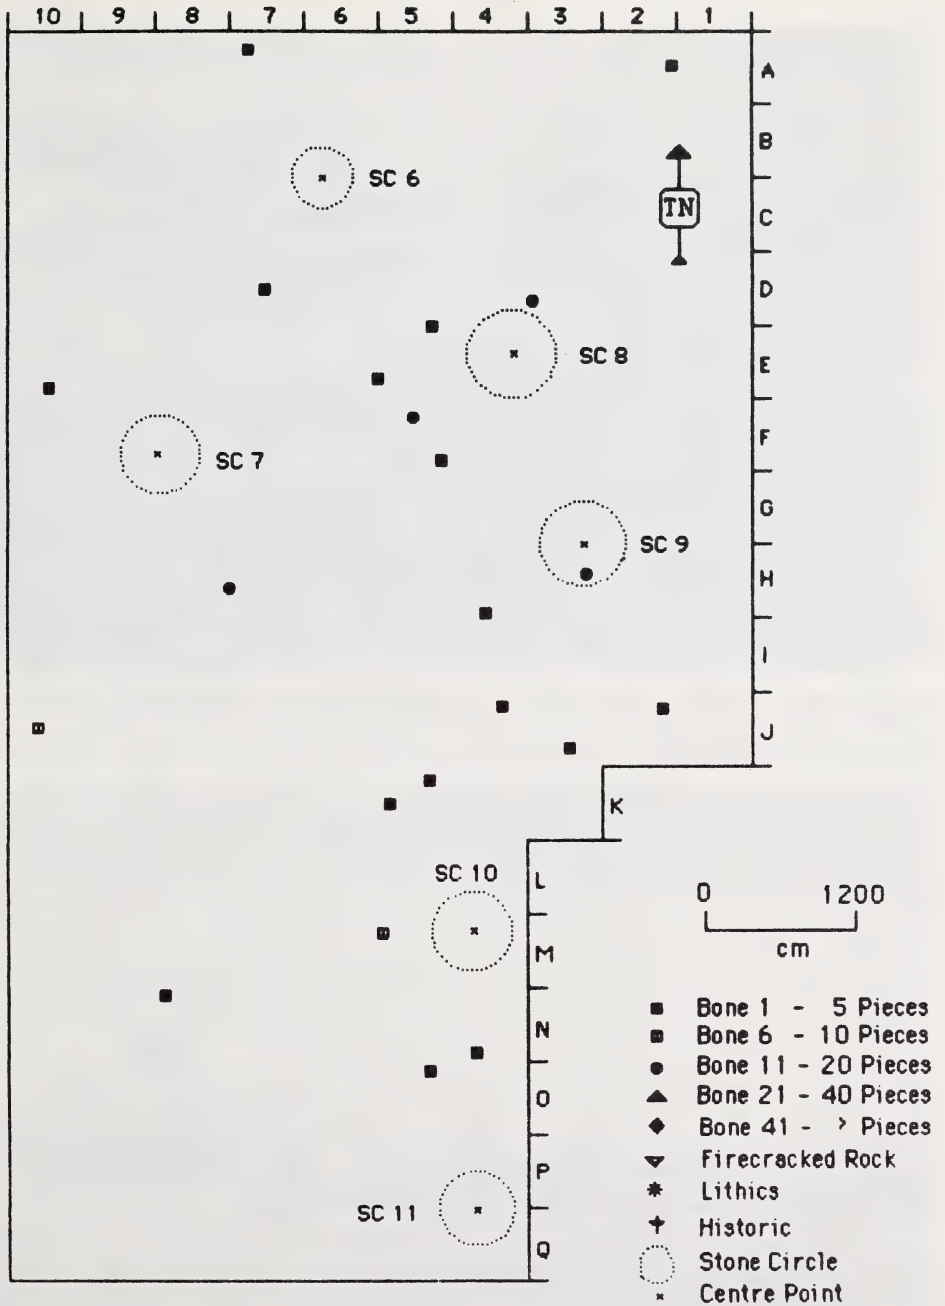 10 9 8 7 6 5 4 3 2 1
A
B
SC 6
TN
C
D
SC 8
E
F
SC 7
G
SC 9
H
I
J
K
SC 10
L
0 1200
cm
M
Bone 1 - 5 Pieces
N
Bone 6 - 10 Pieces
Bone 11 - 20 Pieces
O
Bone 21 - 40 Pieces
Bone 41 - > Pieces
P
Firecracked Rock
Lithics
SC 11
Historic
Q
Stone Circle
Centre Point